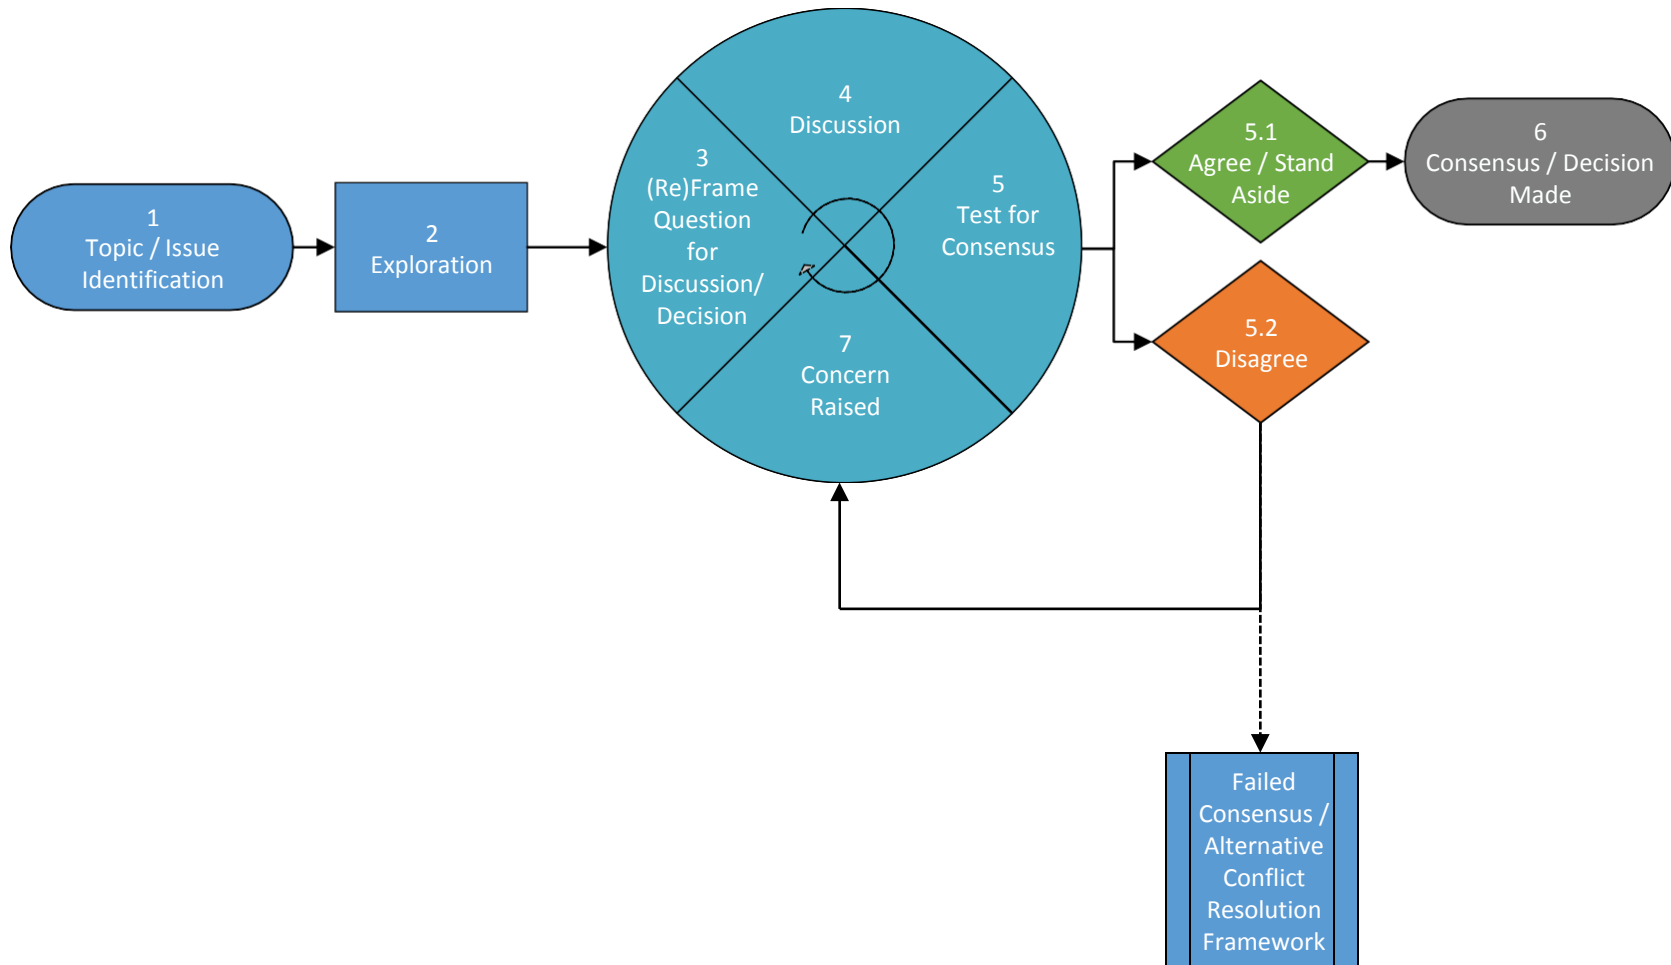 1
Topic / Issue
Identification
2
Exploration
3
(Re)Frame
Question
for
Discussion/
Decision
4
Discussion
5
Test for
Consensus
5.1
Agree / Stand
Aside
6
Consensus / Decision
Made
5.2
Disagree
7
Concern
Raised
Failed
Consensus /
Alternative
Conflict
Resolution
Framework